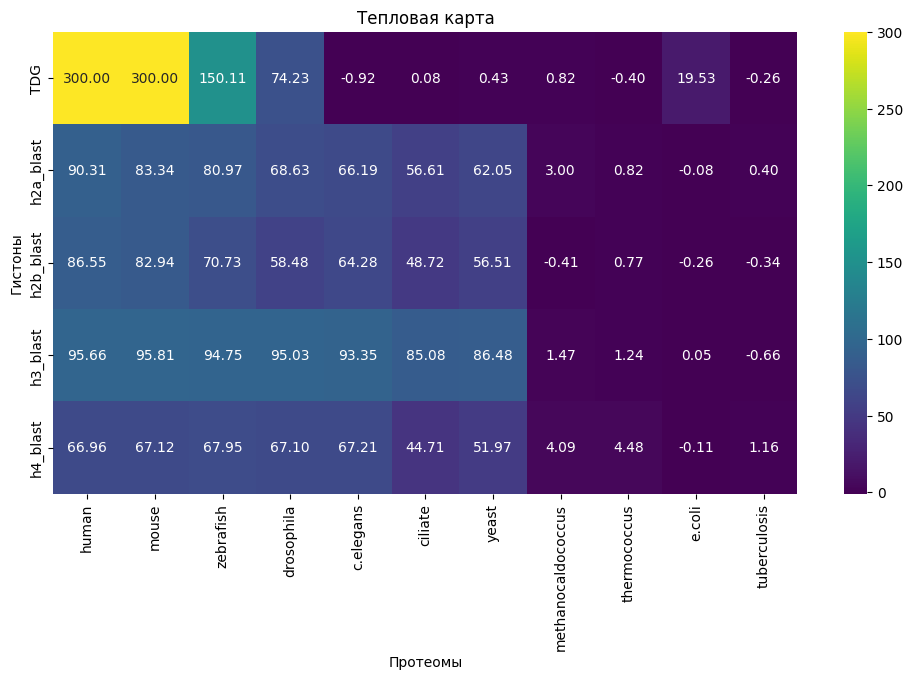 Тепловая карта
Гистоны
TDG 300.00 300.00 150.11 74.23 -0.92 0.08 0.43 0.82 -0.40 19.53 -0.26
h2a_blast 90.31 83.34 80.97 68.63 66.19 56.61 62.05 3.00 0.82 -0.08 0.40
h2b_blast 86.55 82.94 70.73 58.48 64.28 48.72 56.51 -0.41 0.77 -0.26 -0.34
h3_blast 95.66 95.81 94.75 95.03 93.35 85.08 86.48 1.47 1.24 0.05 -0.66
h4_blast 66.96 67.12 67.95 67.10 67.21 44.71 51.97 4.09 4.48 -0.11 1.16
human mouse zebrafish drosophila c.elegans ciliate yeast methanocaldococcus thermococcus e.coli tuberculosis
Протеомы
300
250
200
150
100
50
0